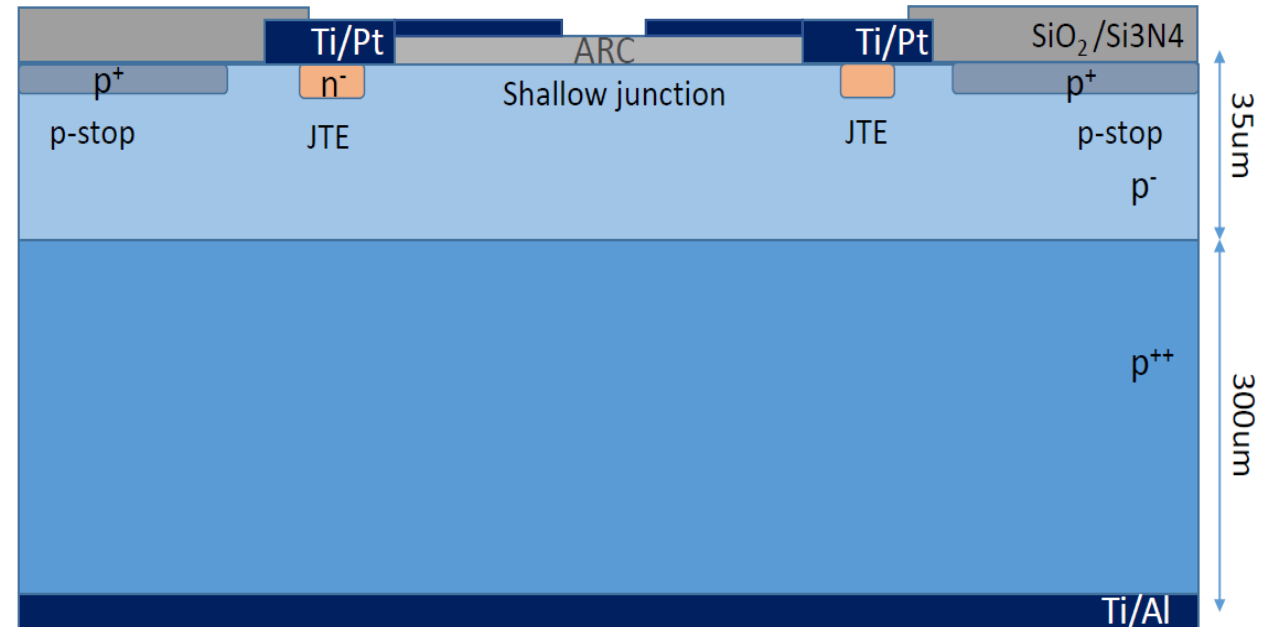 Ti/Pt
ARC
Ti/Pt
SiO₂/Si3N4
p⁺
n⁻
Shallow junction
p⁺
p-stop
JTE
JTE
p-stop
35um
p⁻
p⁺⁺
300um
Ti/Al